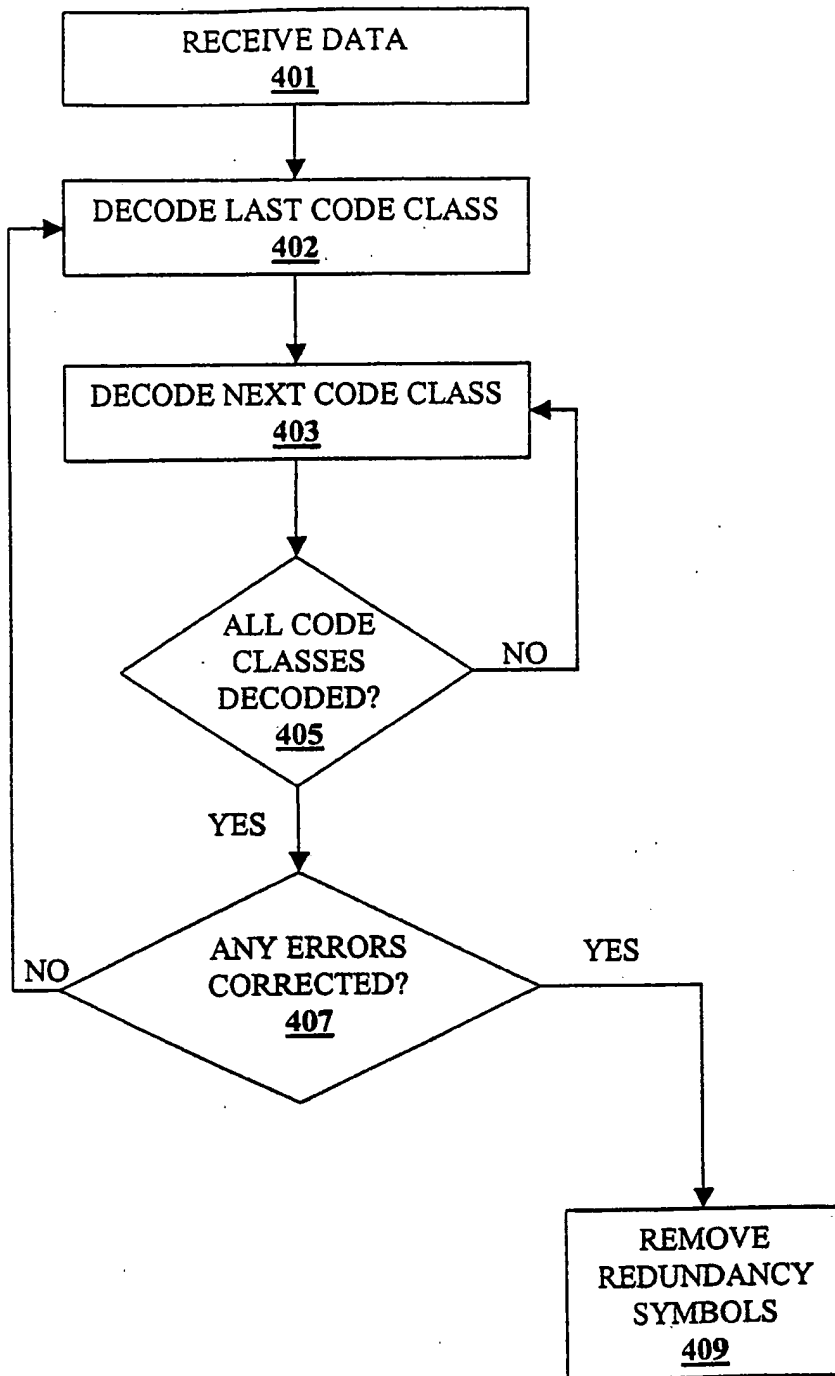 RECEIVE DATA
401
DECODE LAST CODE CLASS
402
DECODE NEXT CODE CLASS
403
ALL CODE
CLASSES
DECODED?
405
NO
YES
ANY ERRORS
CORRECTED?
407
NO
YES
REMOVE
REDUNDANCY
SYMBOLS
409